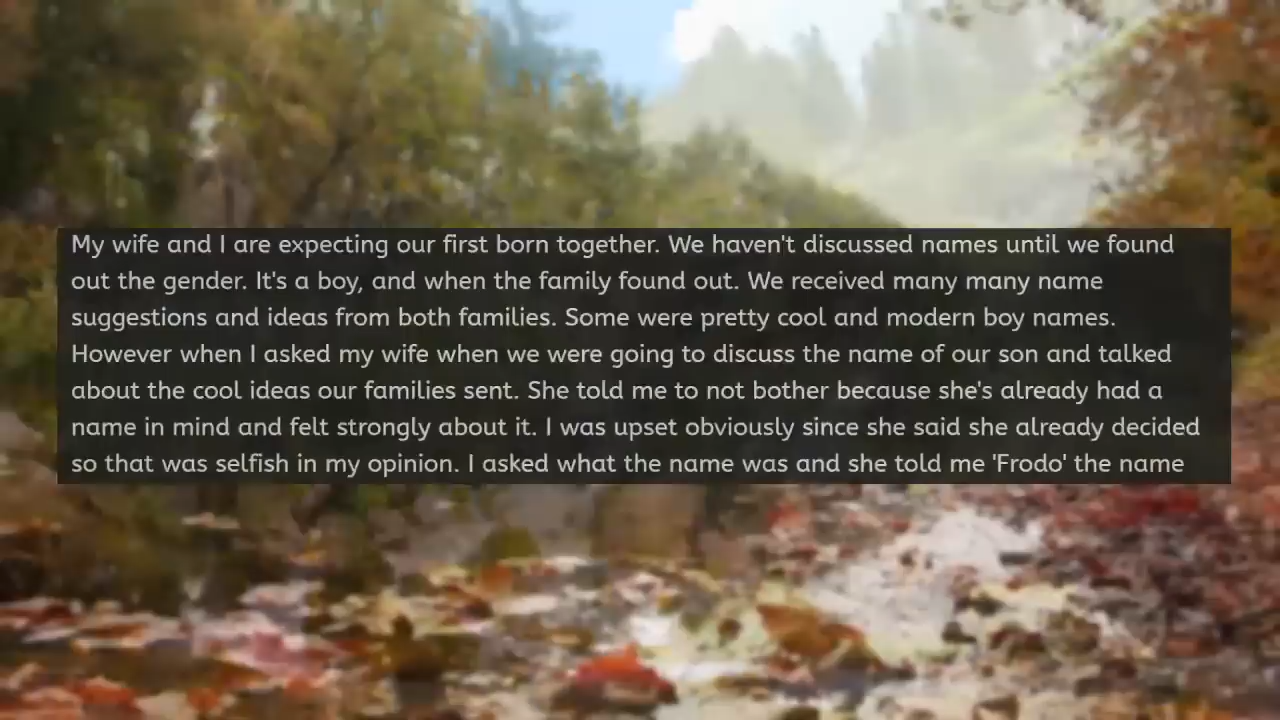 My wife and I are expecting our first born together. We haven't discussed names until we found
out the gender. It's a boy, and when the family found out. We received many many name
suggestions and ideas from both families. Some were pretty cool and modern boy names.
However when I asked my wife when we were going to discuss the name of our son and talked
about the cool ideas our families sent. She told me to not bother because she's already had a
name in mind and felt strongly about it. I was upset obviously since she said she already decided
so that was selfish in my opinion. I asked what the name was and she told me 'Frodo' the name